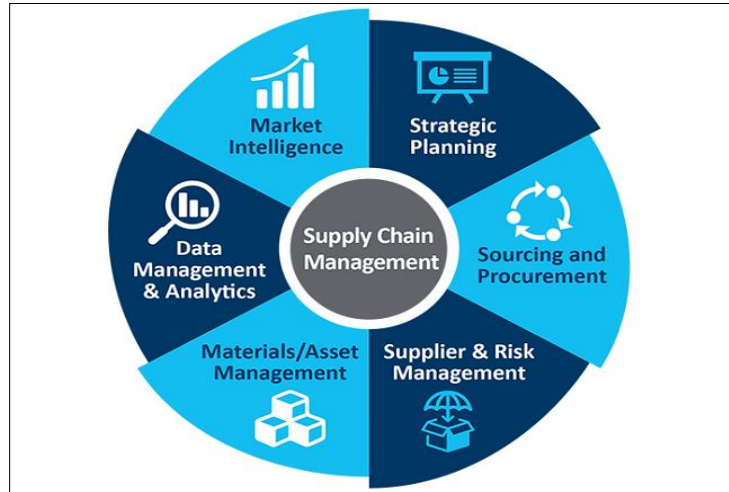 Market
Intelligence
Strategic
Planning
Data
Management
& Analytics
Supply Chain
Management
Sourcing and
Procurement
Materials/Asset
Management
Supplier & Risk
Management